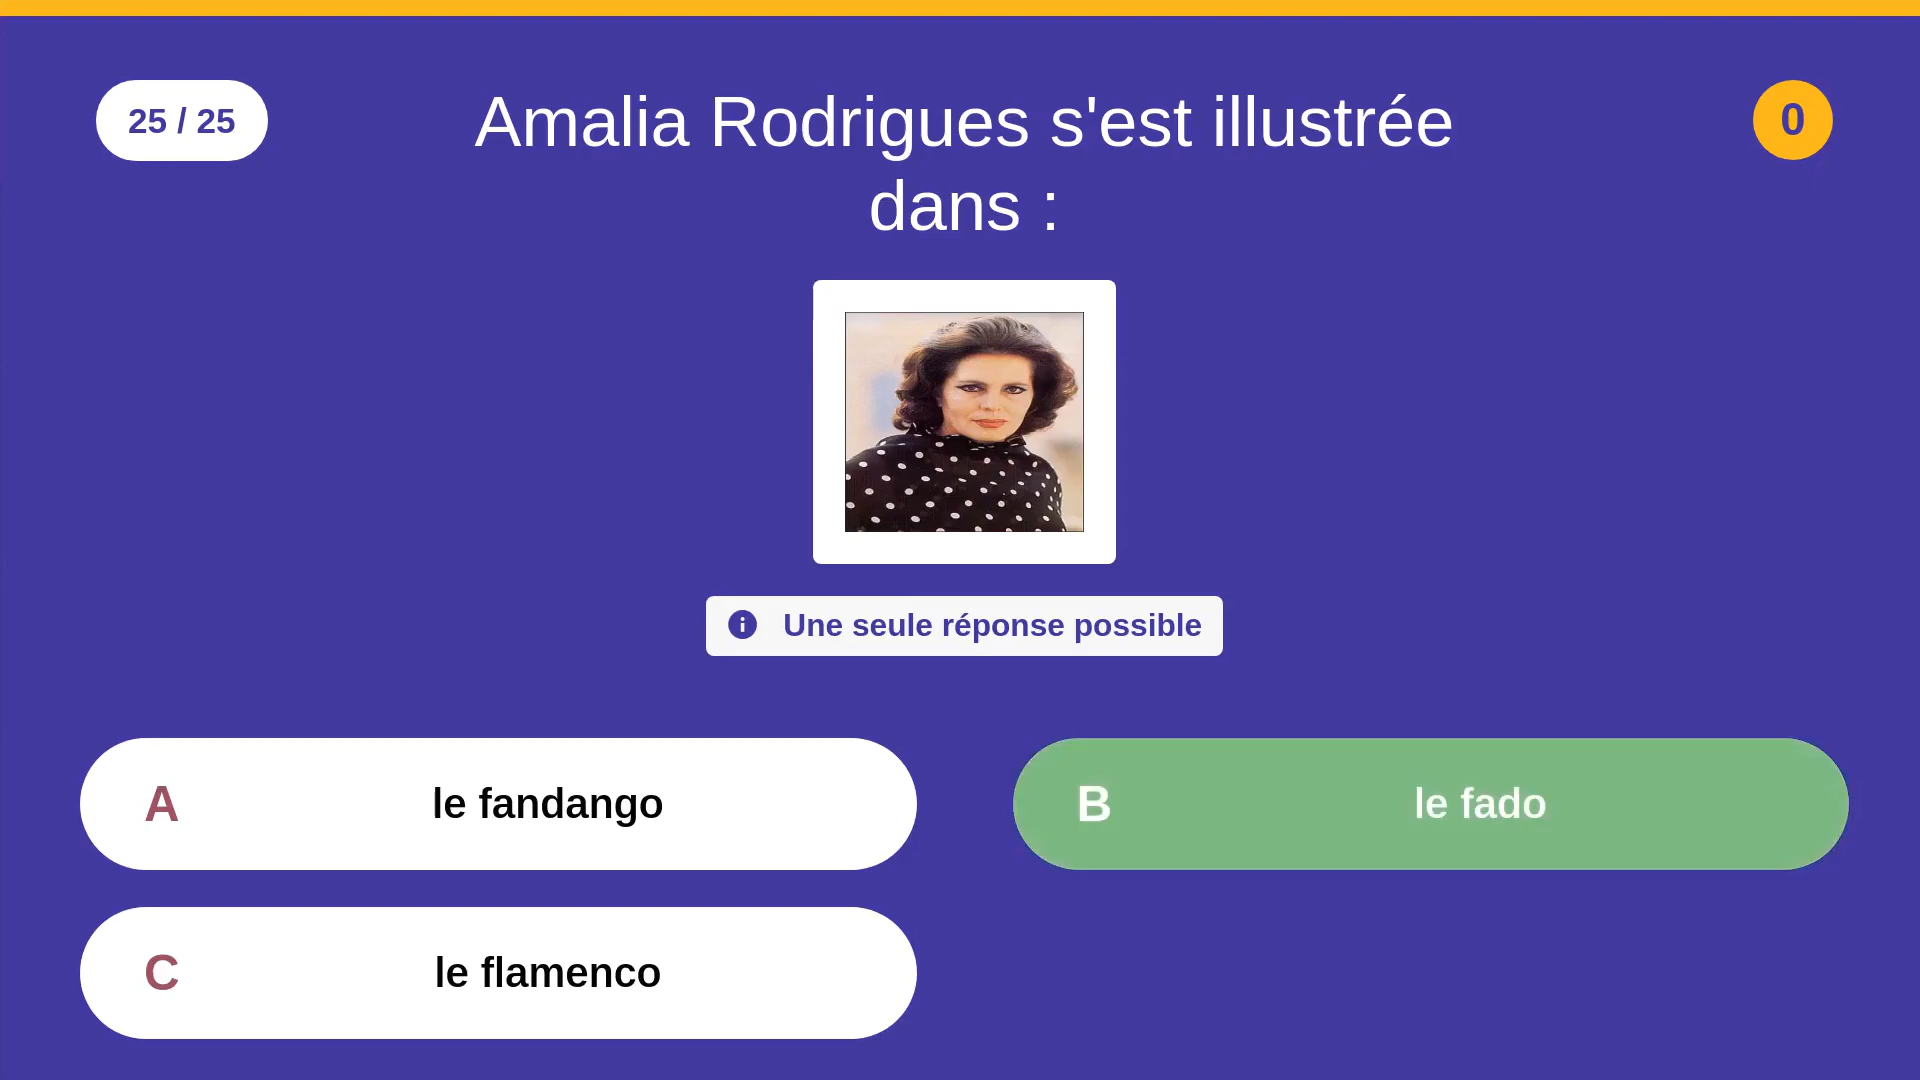 25 / 25
Amalia Rodrigues s'est illustrée
dans :
0
Une seule réponse possible
A le fandango
B le fado
C le flamenco